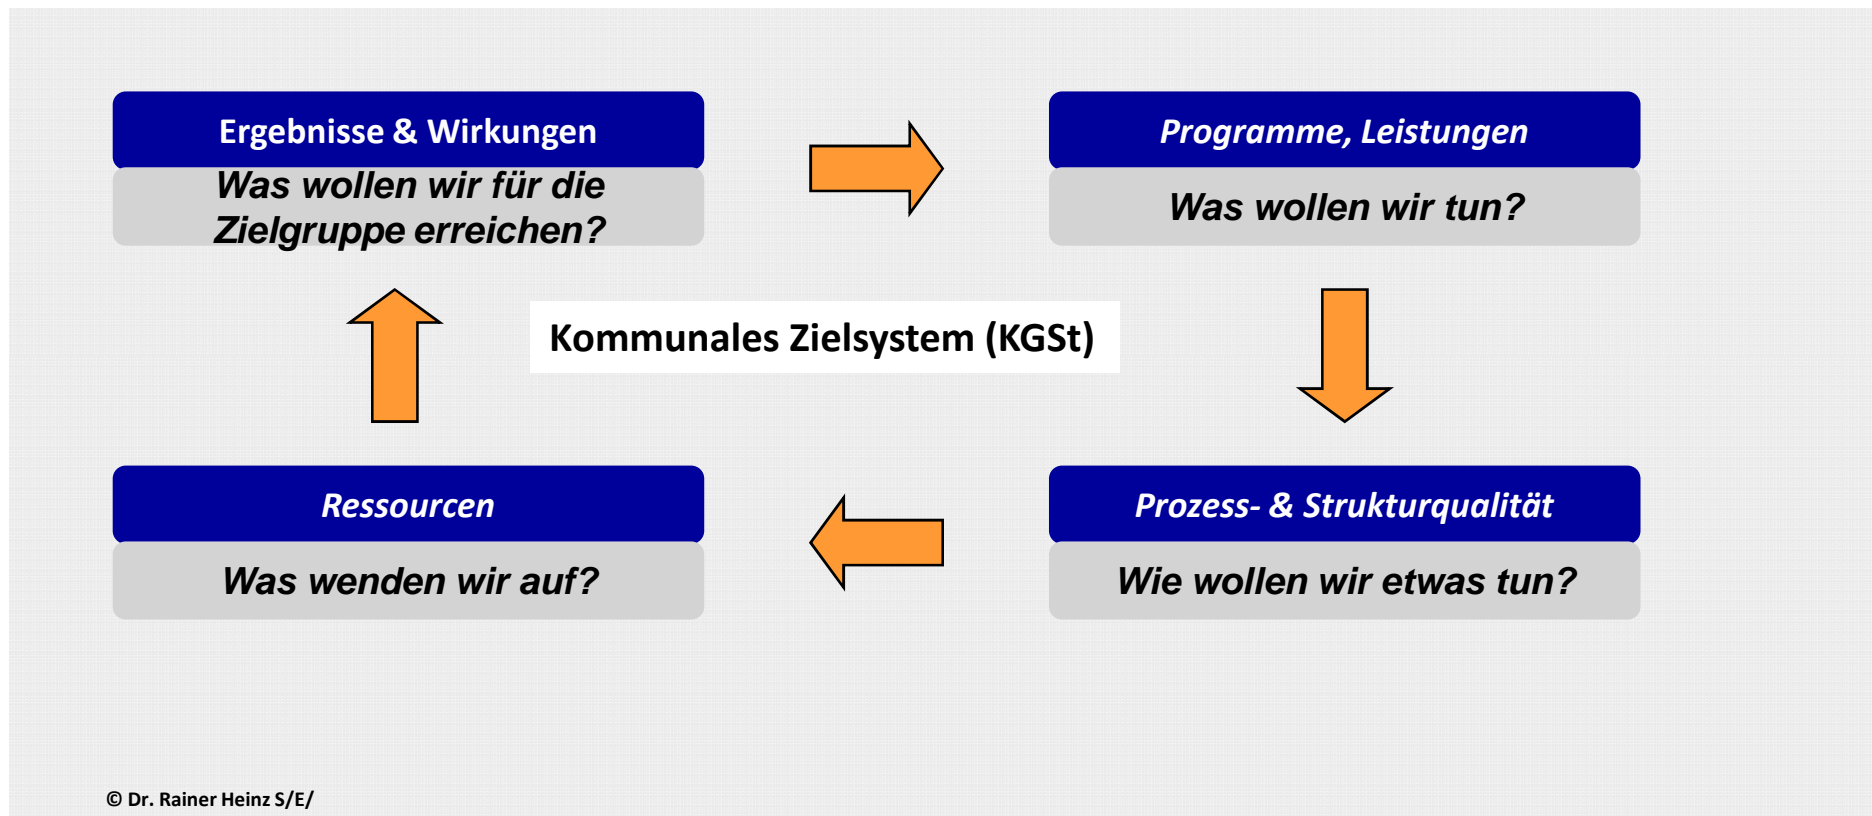 Ergebnisse & Wirkungen
Was wollen wir für die
Zielgruppe erreichen?
Programme, Leistungen
Was wollen wir tun?
Kommunales Zielsystem (KGSt)
Ressourcen
Was wenden wir auf?
Prozess- & Strukturqualität
Wie wollen wir etwas tun?
© Dr. Rainer Heinz S/E/